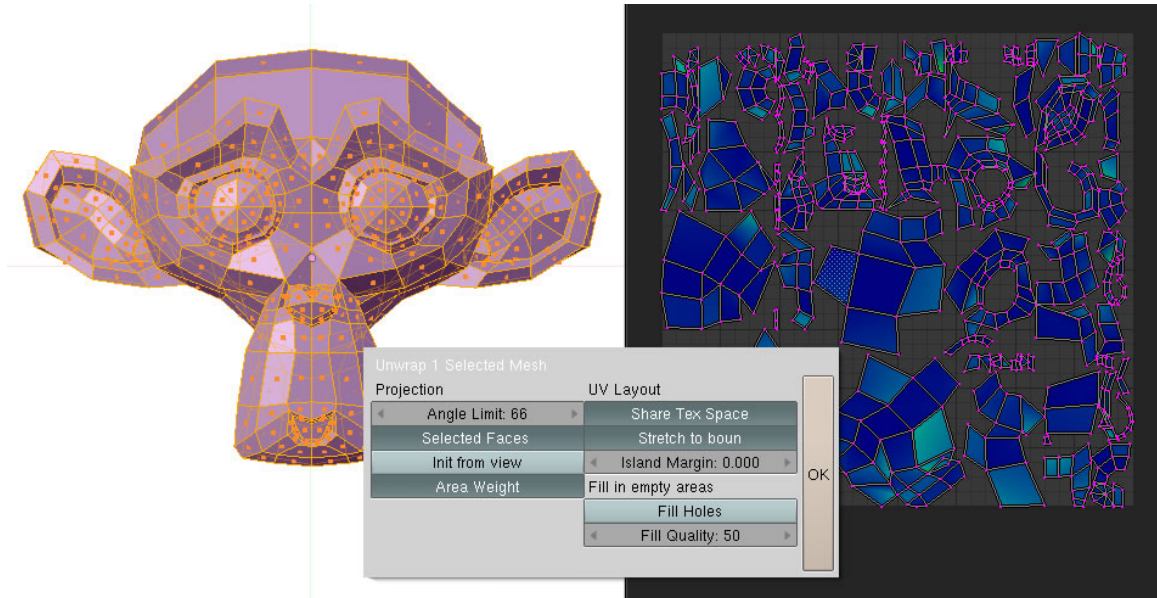 Unwrap 1 Selected Mesh
Projection
Angle Limit: 66
Selected Faces
Init from view
Area Weight
UV Layout
Share Tex Space
Stretch to boun
Island Margin: 0.000
Fill in empty areas
Fill Holes
Fill Quality: 50
OK